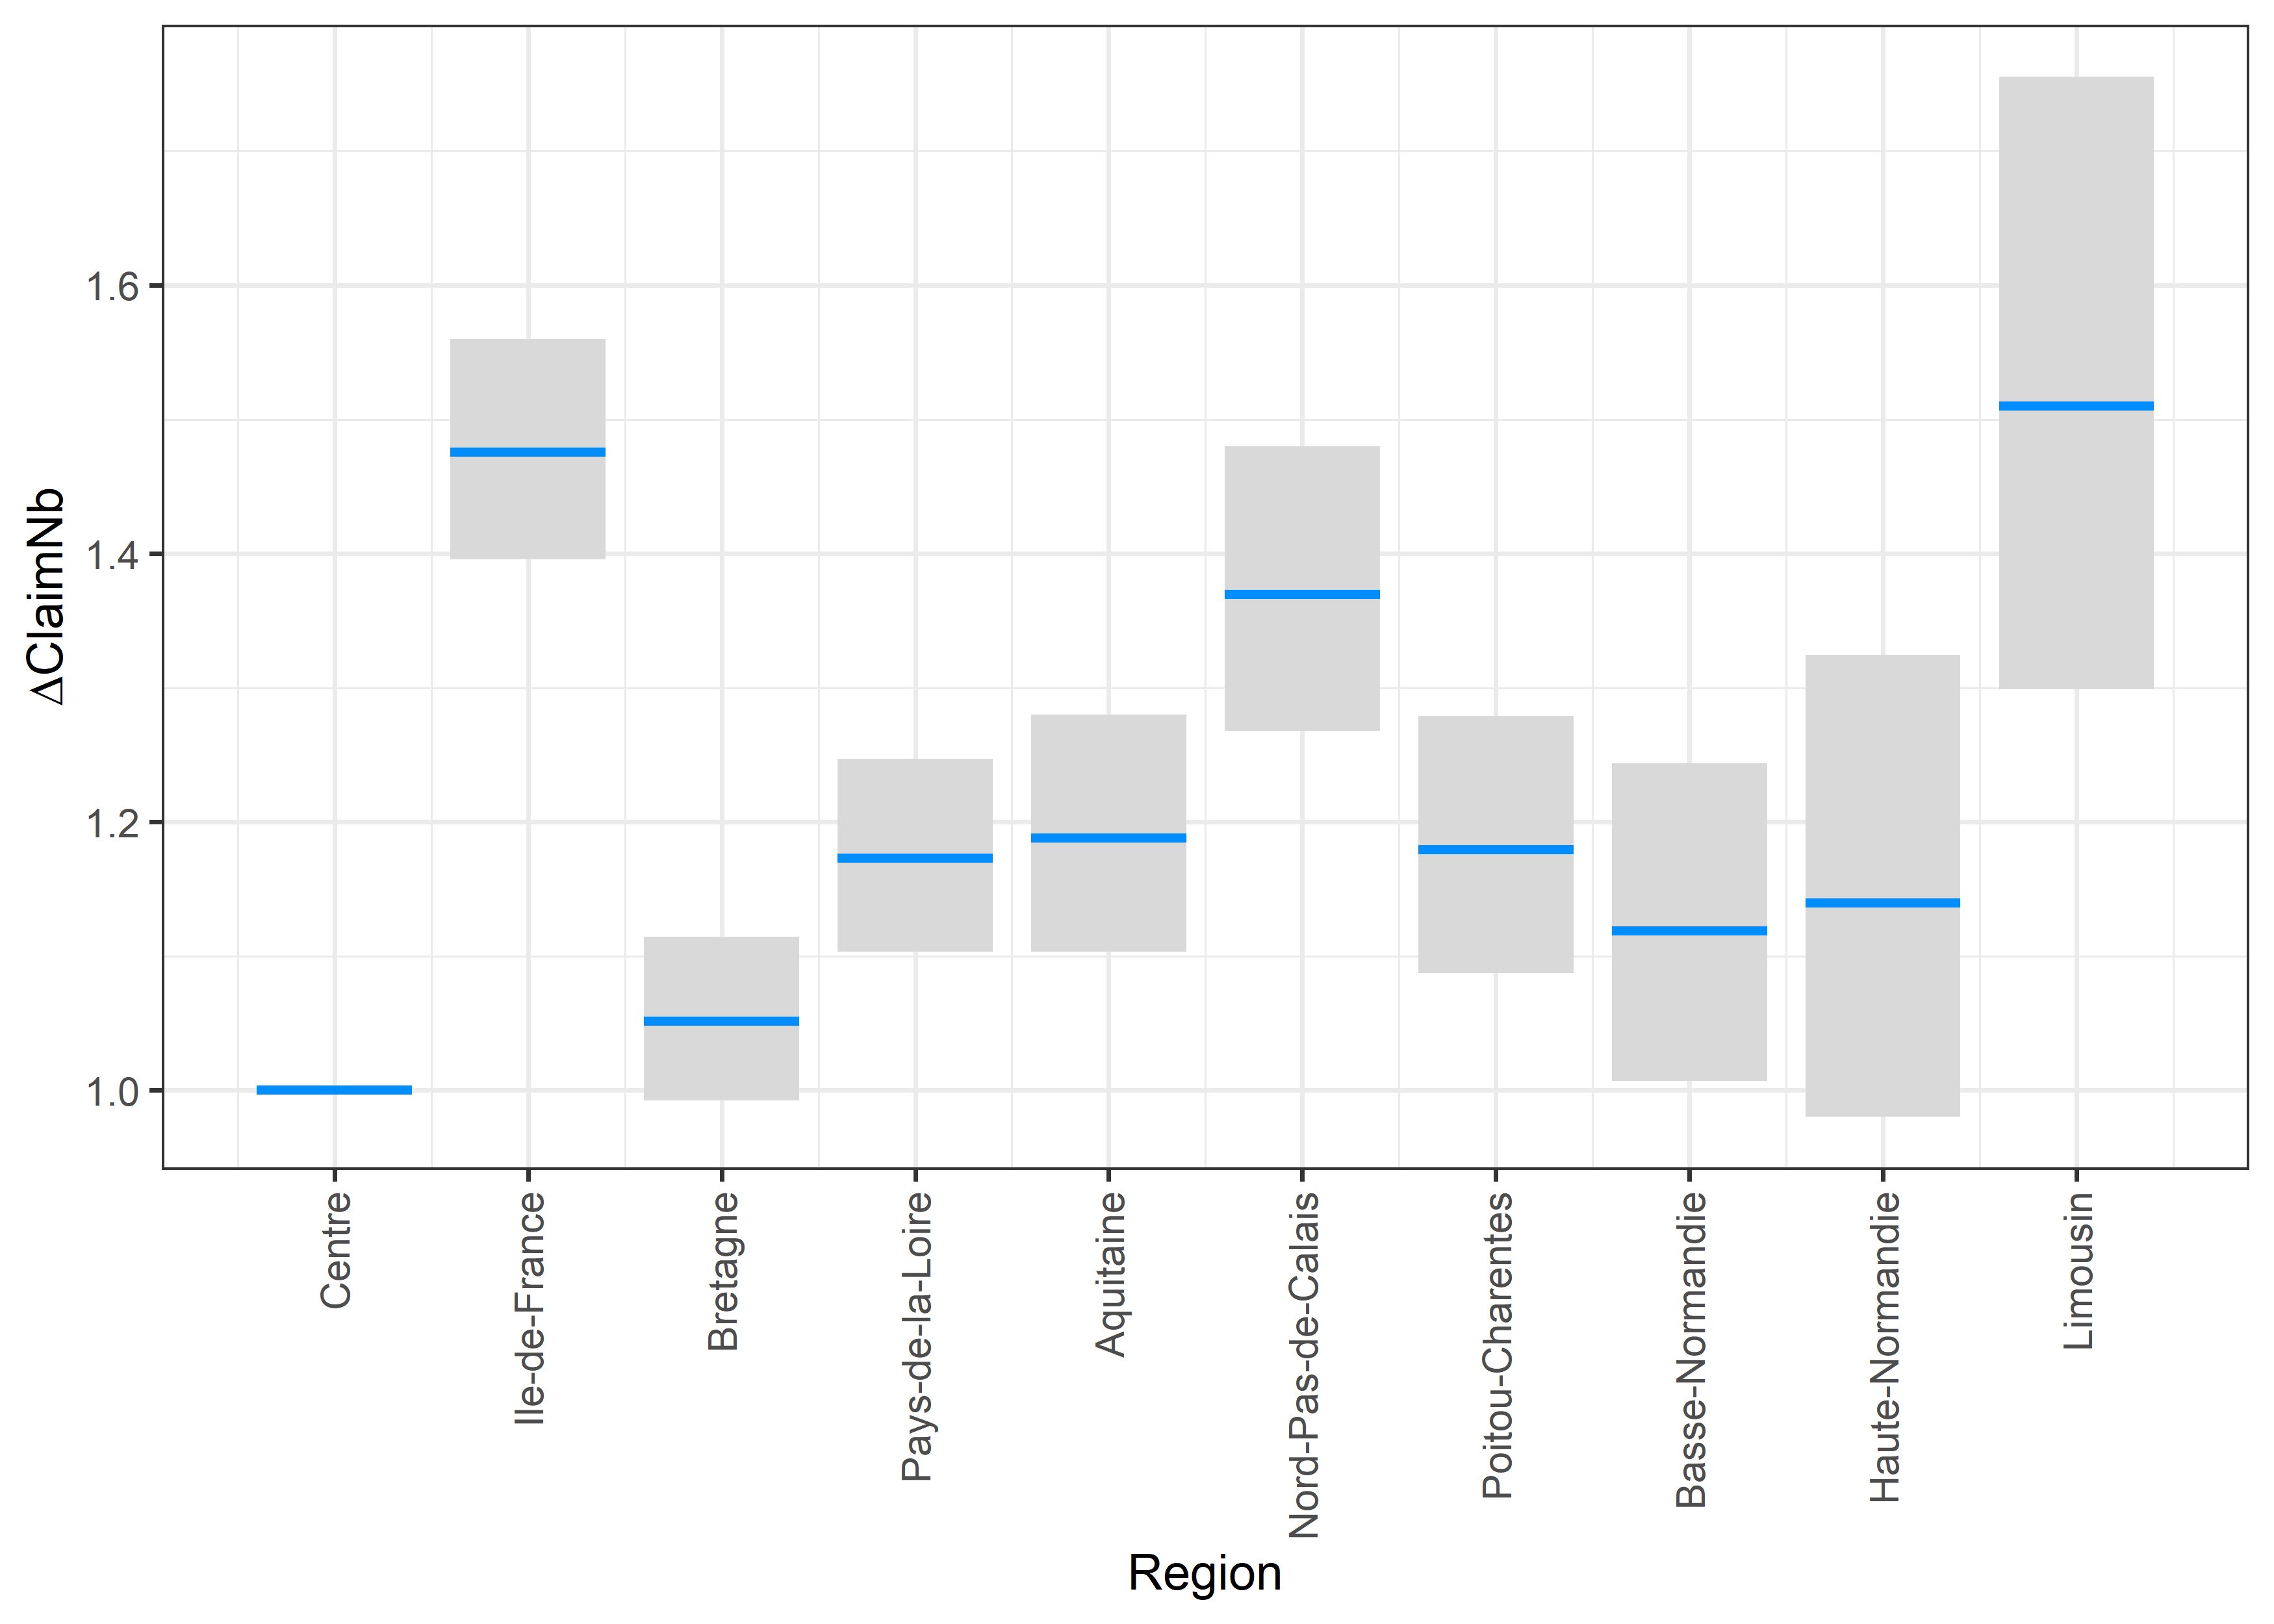 ΔClaimNb
1.6
1.4
1.2
1.0
Centre
Ile-de-France
Bretagne
Pays-de-la-Loire
Aquitaine
Nord-Pas-de-Calais
Poitou-Charentes
Basse-Normandie
Haute-Normandie
Limousin
Region